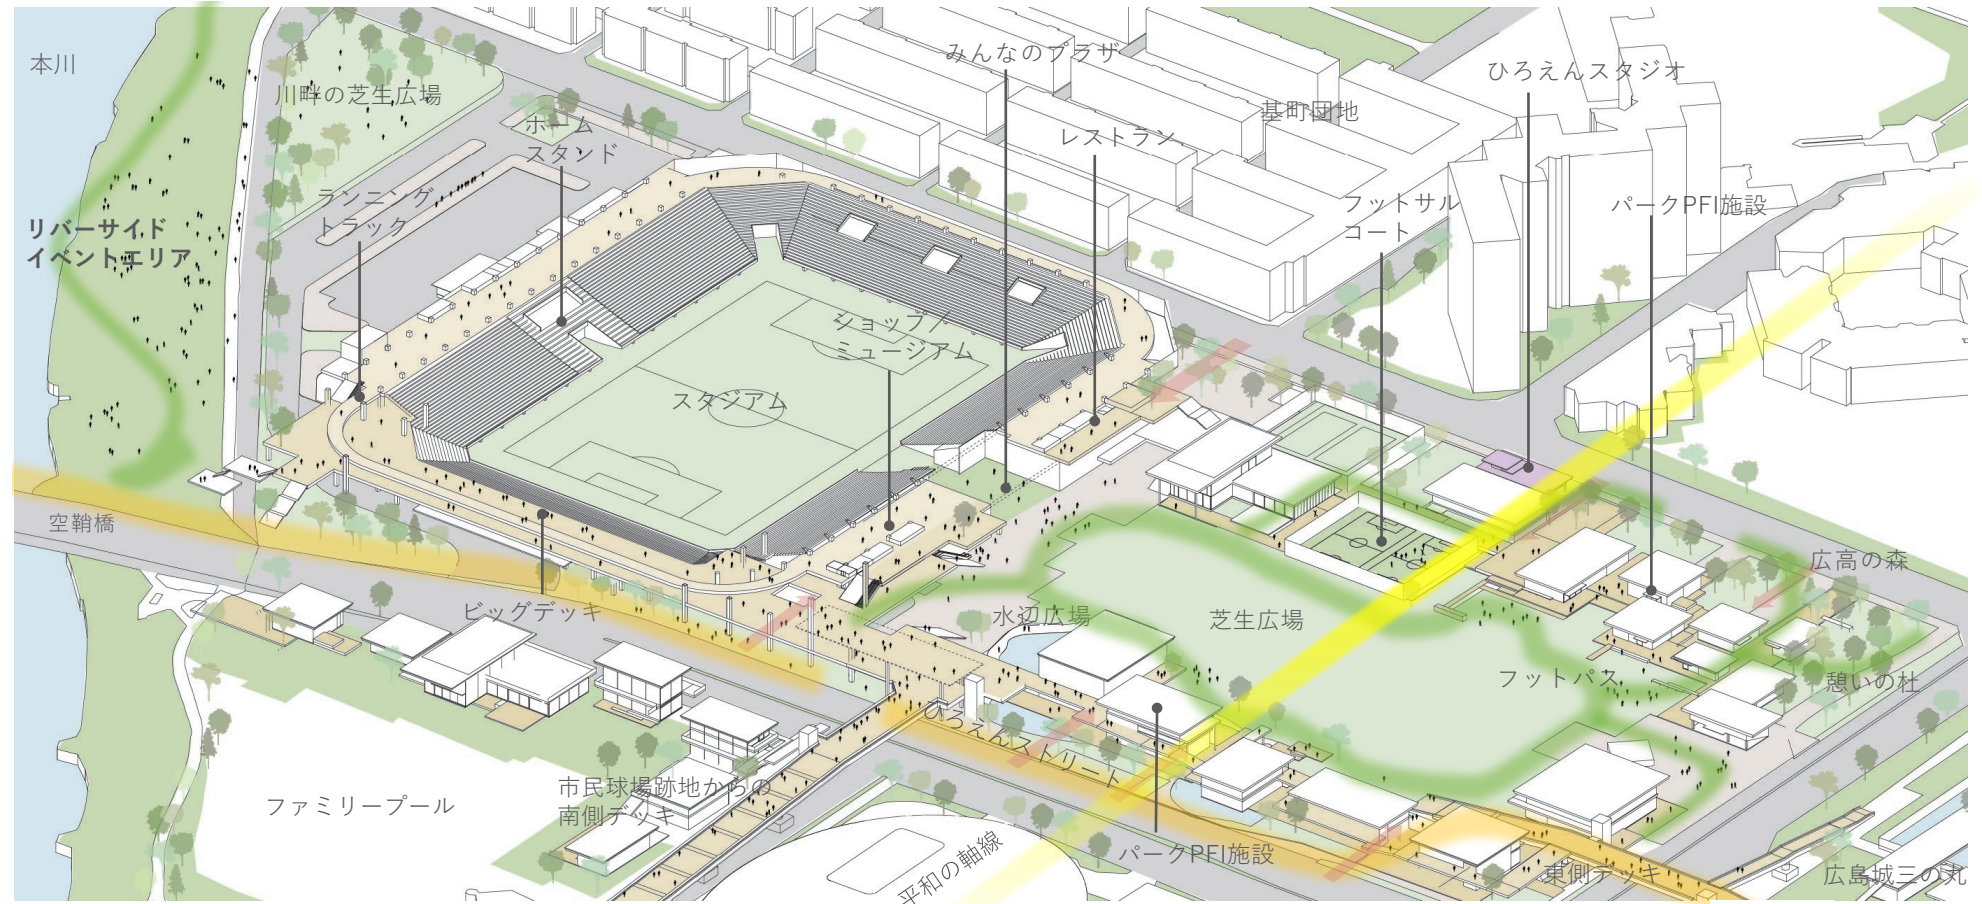 本川
川畔の芝生広場
ホーム
スタンド
みんなのプラザ
レストラン
基町団地
ひろえんスタジオ
ランニング
トラック
フットサル
コート
パークPFI施設
リバーサイド
イベントエリア
ショップ／
ミュージアム
スタジアム
空鞘橋
ビッグデッキ
水辺広場
芝生広場
広高の森
フットパス
憩いの杜
ひろえんストリート
ファミリープール
市民球場跡地からの
南側デッキ
平和の軸線
パークPFI施設
東側デッキ
広島城三の丸